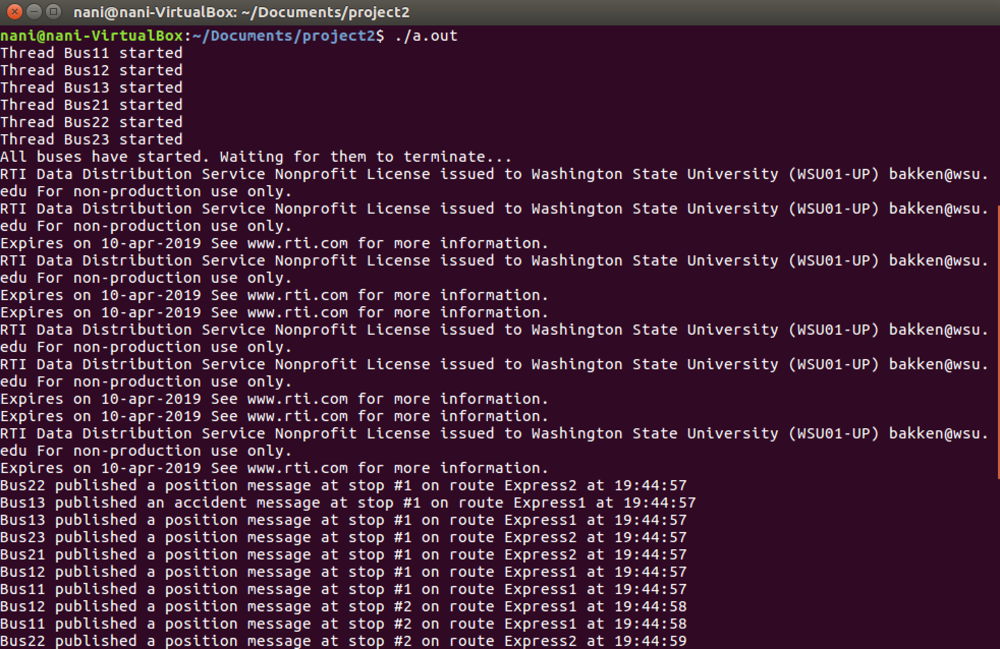 nani@nani-VirtualBox: ~/Documents/project2
nani@nani-VirtualBox:~/Documents/project2$ ./a.out
Thread Bus11 started
Thread Bus12 started
Thread Bus13 started
Thread Bus21 started
Thread Bus22 started
Thread Bus23 started
All buses have started. Waiting for them to terminate...
RTI Data Distribution Service Nonprofit License issued to Washington State University (WSU01-UP) bakken@wsu.
edu For non-production use only.
RTI Data Distribution Service Nonprofit License issued to Washington State University (WSU01-UP) bakken@wsu.
edu For non-production use only.
Expires on 10-apr-2019 See www.rti.com for more information.
RTI Data Distribution Service Nonprofit License issued to Washington State University (WSU01-UP) bakken@wsu.
edu For non-production use only.
Expires on 10-apr-2019 See www.rti.com for more information.
Expires on 10-apr-2019 See www.rti.com for more information.
RTI Data Distribution Service Nonprofit License issued to Washington State University (WSU01-UP) bakken@wsu.
edu For non-production use only.
RTI Data Distribution Service Nonprofit License issued to Washington State University (WSU01-UP) bakken@wsu.
edu For non-production use only.
Expires on 10-apr-2019 See www.rti.com for more information.
Expires on 10-apr-2019 See www.rti.com for more information.
RTI Data Distribution Service Nonprofit License issued to Washington State University (WSU01-UP) bakken@wsu.
edu For non-production use only.
Expires on 10-apr-2019 See www.rti.com for more information.
Bus22 published a position message at stop #1 on route Express2 at 19:44:57
Bus13 published an accident message at stop #1 on route Express1 at 19:44:57
Bus13 published a position message at stop #1 on route Express1 at 19:44:57
Bus23 published a position message at stop #1 on route Express2 at 19:44:57
Bus21 published a position message at stop #1 on route Express2 at 19:44:57
Bus12 published a position message at stop #1 on route Express1 at 19:44:57
Bus11 published a position message at stop #1 on route Express1 at 19:44:57
Bus12 published a position message at stop #2 on route Express1 at 19:44:58
Bus11 published a position message at stop #2 on route Express1 at 19:44:58
Bus22 published a position message at stop #2 on route Express2 at 19:44:59